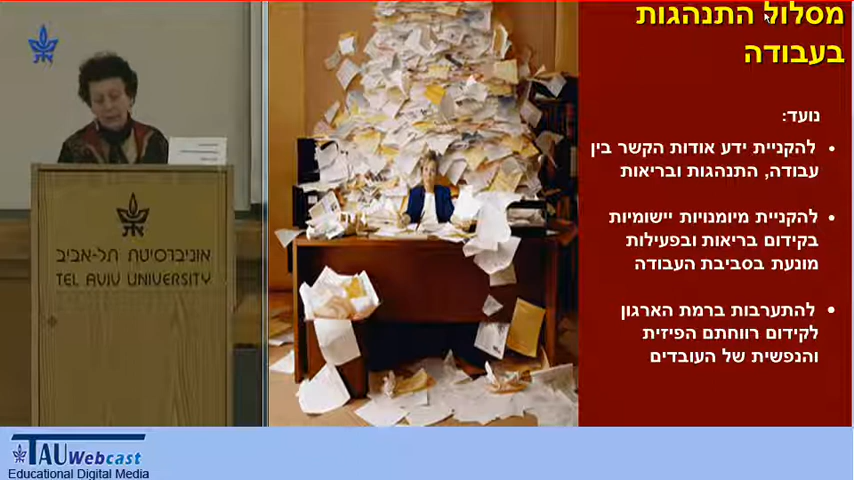 מסלול התנהגות
בעבודה
נועד:
• להקניית ידע אודות הקשר בין
עבודה, התנהגות ובריאות
• להקניית מיומנויות יישומיות
בקידום בריאות ובפעילות
מונעת בסביבת העבודה
• להתערבות ברמת הארגון
לקידום רווחתם הפיזית
והנפשית של העובדים
אוניברסיטת תל-אביב
TEL AVIV UNIVERSITY
TAU Webcast
Educational Digital Media